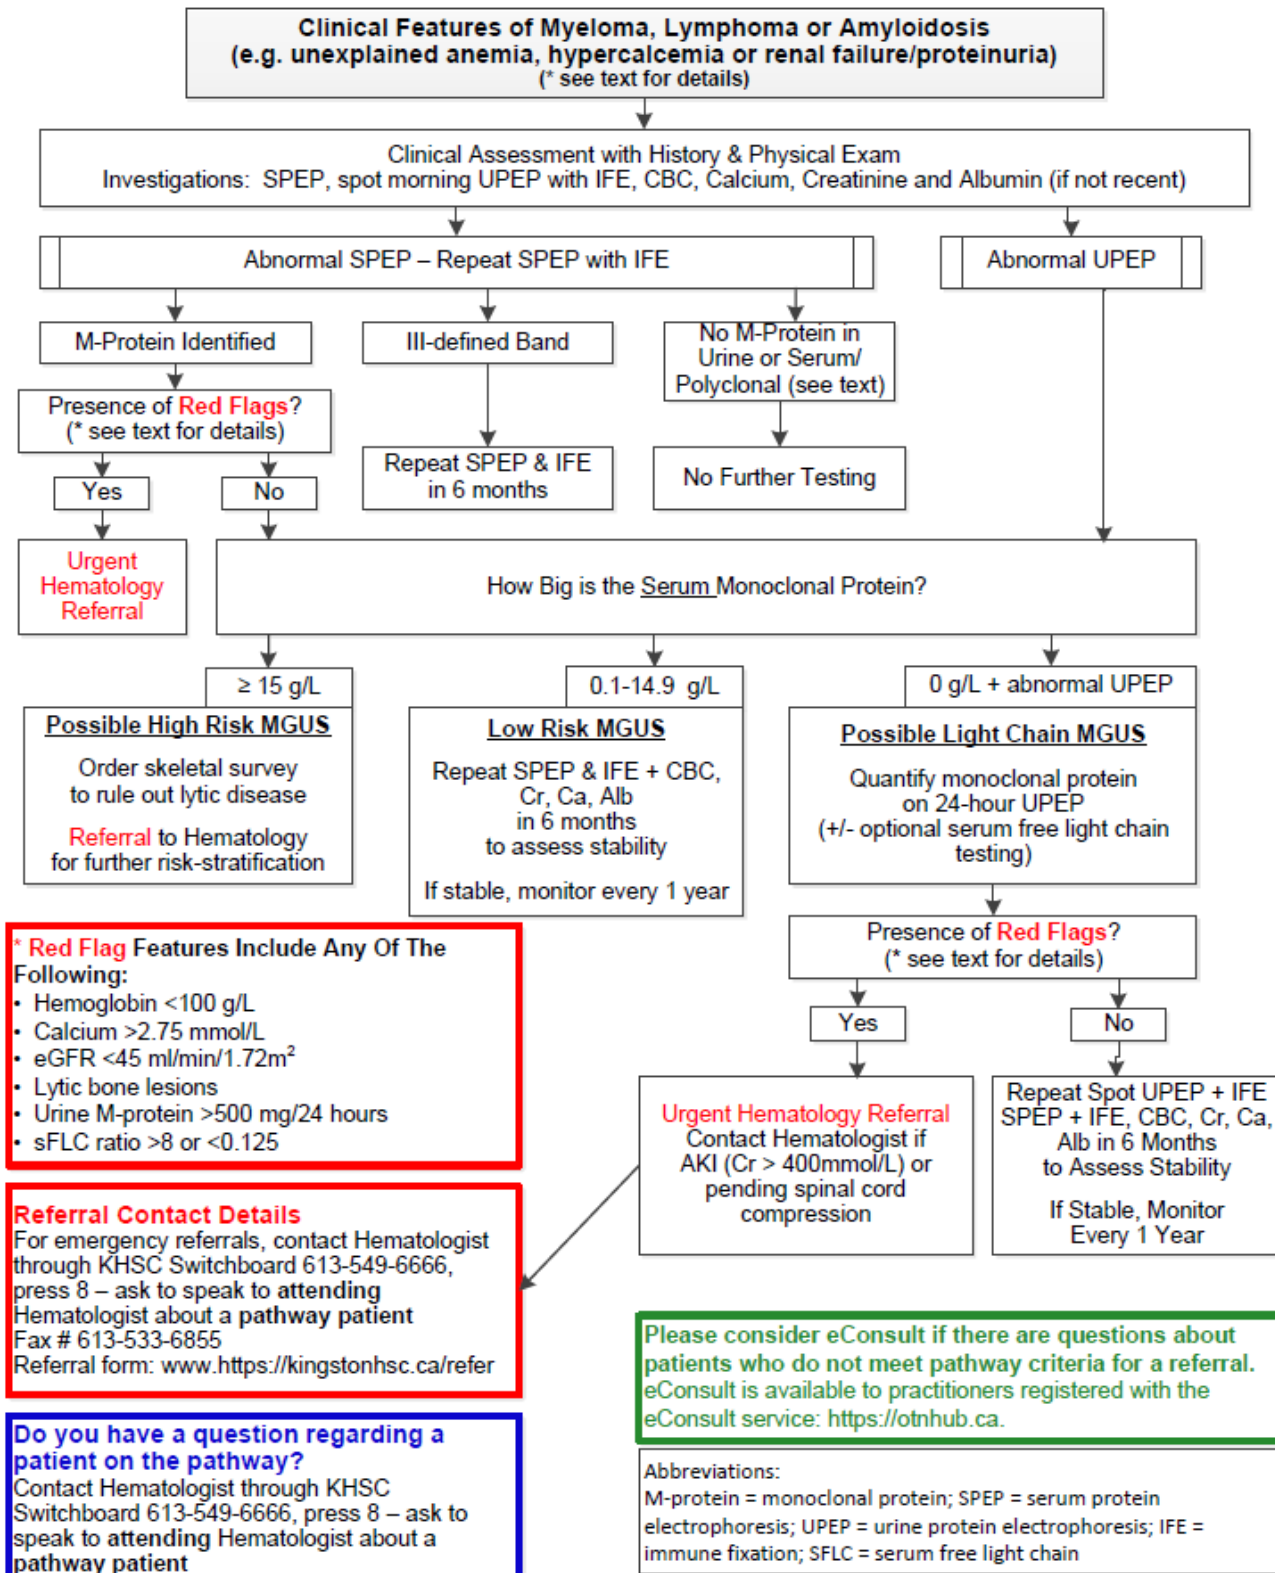 Clinical Features of Myeloma, Lymphoma or Amyloidosis
(e.g. unexplained anemia, hypercalcemia or renal failure/proteinuria)
(* see text for details)
Clinical Assessment with History & Physical Exam
Investigations: SPEP, spot morning UPEP with IFE, CBC, Calcium, Creatinine and Albumin (if not recent)
Abnormal SPEP – Repeat SPEP with IFE
Abnormal UPEP
M-Protein Identified
III-defined Band
No M-Protein in
Urine or Serum/
Polyclonal (see text)
Presence of Red Flags?
(* see text for details)
Repeat SPEP & IFE
in 6 months
No Further Testing
Yes
No
Urgent
Hematology
Referral
How Big is the Serum Monoclonal Protein?
≥ 15 g/L
Possible High Risk MGUS
Order skeletal survey
to rule out lytic disease
Referral to Hematology
for further risk-stratification
0.1-14.9 g/L
Low Risk MGUS
Repeat SPEP & IFE + CBC,
Cr, Ca, Alb
in 6 months
to assess stability
If stable, monitor every 1 year
0 g/L + abnormal UPEP
Possible Light Chain MGUS
Quantify monoclonal protein
on 24-hour UPEP
(+/- optional serum free light chain
testing)
Presence of Red Flags?
(* see text for details)
Yes
No
Urgent Hematology Referral
Contact Hematologist if
AKI (Cr > 400mmol/L) or
pending spinal cord
compression
Repeat Spot UPEP + IFE
SPEP + IFE, CBC, Cr, Ca,
Alb in 6 Months
to Assess Stability
If Stable, Monitor
Every 1 Year
* Red Flag Features Include Any Of The
Following:
• Hemoglobin <100 g/L
• Calcium >2.75 mmol/L
• eGFR <45 ml/min/1.72m²
• Lytic bone lesions
• Urine M-protein >500 mg/24 hours
• sFLC ratio >8 or <0.125
Referral Contact Details
For emergency referrals, contact Hematologist
through KHSC Switchboard 613-549-6666,
press 8 – ask to speak to attending
Hematologist about a pathway patient
Fax # 613-533-6855
Referral form: www.https://kingstonhsc.ca/refer
Do you have a question regarding a
patient on the pathway?
Contact Hematologist through KHSC
Switchboard 613-549-6666, press 8 – ask to
speak to attending Hematologist about a
pathway patient
Please consider eConsult if there are questions about
patients who do not meet pathway criteria for a referral.
eConsult is available to practitioners registered with the
eConsult service: https://otnhub.ca.
Abbreviations:
M-protein = monoclonal protein; SPEP = serum protein
electrophoresis; UPEP = urine protein electrophoresis; IFE =
immune fixation; SFLC = serum free light chain